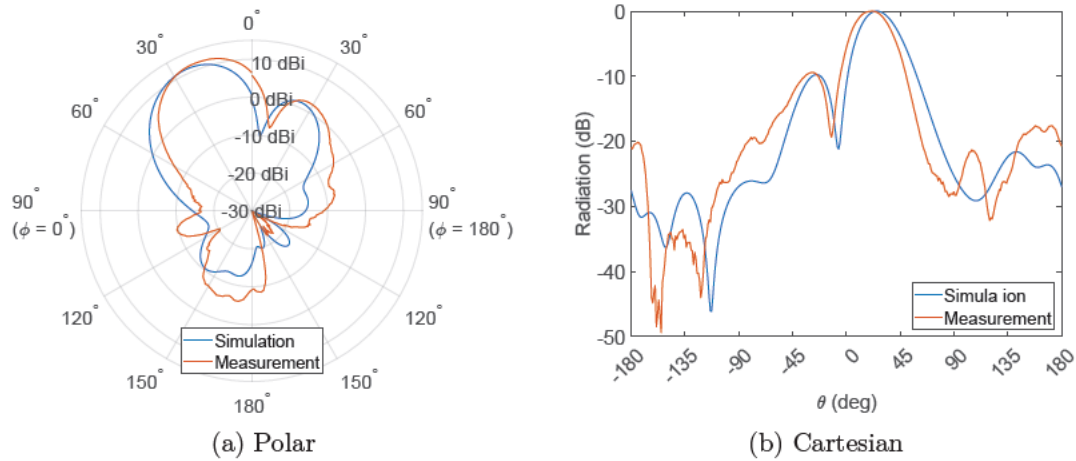 0°
30°
30°
60°
60°
90°
90°
(ϕ = 0°)
(ϕ = 180°)
120°
120°
150°
150°
180°
10 dBi
0 dBi
-10 dBi
-20 dBi
-30 dBi
Simulation
Measurement
(a) Polar
0
-10
-20
-30
-40
-50
Radiation (dB)
-180
-135
-90
-45
0
45
90
135
180
θ (deg)
Simula ion
Measurement
(b) Cartesian